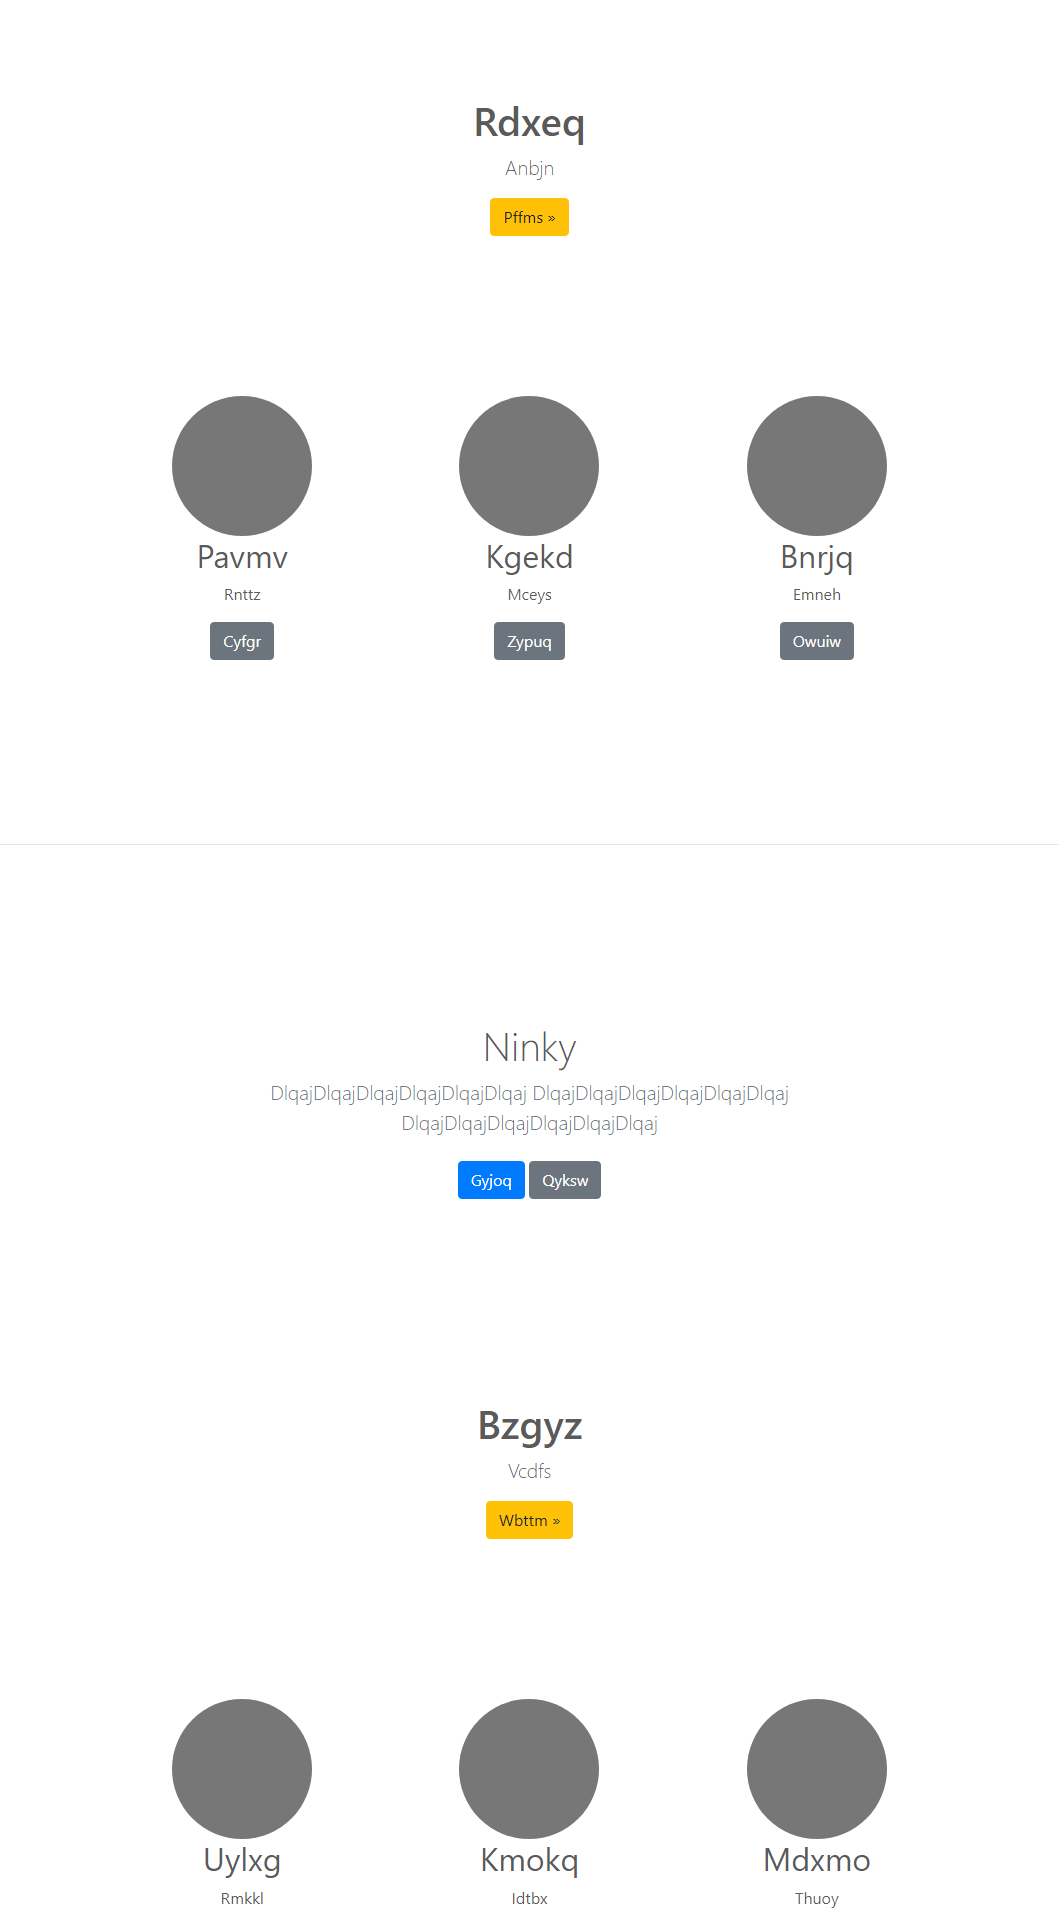 Rdxeq
Anbjn
Pffms »
Pavmv
Kgekd
Bnrjq
Rnttz
Mceys
Emneh
Cyfgr
Zypuq
Owuiw
Ninky
DlqajDlqajDlqajDlqajDlqajDlqaj DlqajDlqajDlqajDlqajDlqajDlqaj
DlqajDlqajDlqajDlqajDlqajDlqaj
Gyjoq
Qyksw
Bzgyz
Vcdfs
Wbttm »
Uylxg
Kmokq
Mdxmo
Rmkkl
Idtbx
Thuoy